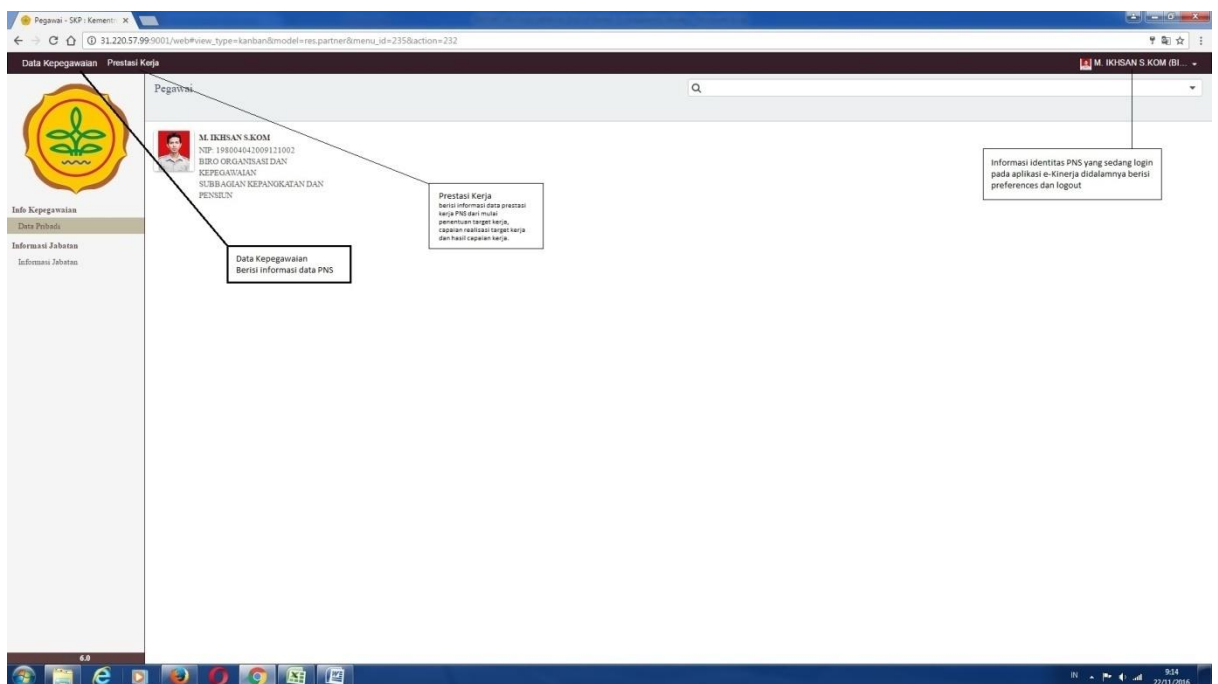 Pegawai - SKP : Kement
31.220.57.99:9001/web#view_type=kanban&model=res.partner&menu_id=235&action=232
Data Kepegawaian Prestasi Kerja
M. IKHSAN S.KOM (BI...
Pegawai
M. IKHSAN S.KOM
NIP: 198004042009121002
BIRO ORGANISASI DAN
KEPEGAWAIAN
SUBBAGIAN KEPANGKATAN DAN
PENSIUN
Informasi identitas PNS yang sedang login
pada aplikasi e-Kinerja didalamnya berisi
preferences dan logout
Prestasi Kerja
berisi informasi data prestasi
kerja PNS dari mulai
penentuan target kerja,
capaian realisasi target kerja
dan hasil capaian kerja.
Info Kepegawaian
Data Pribadi
Informasi Jabatan
Informasi Jabatan
Data Kepegawaian
Berisi informasi data PNS
6.0
IN
9:14
22/11/2016